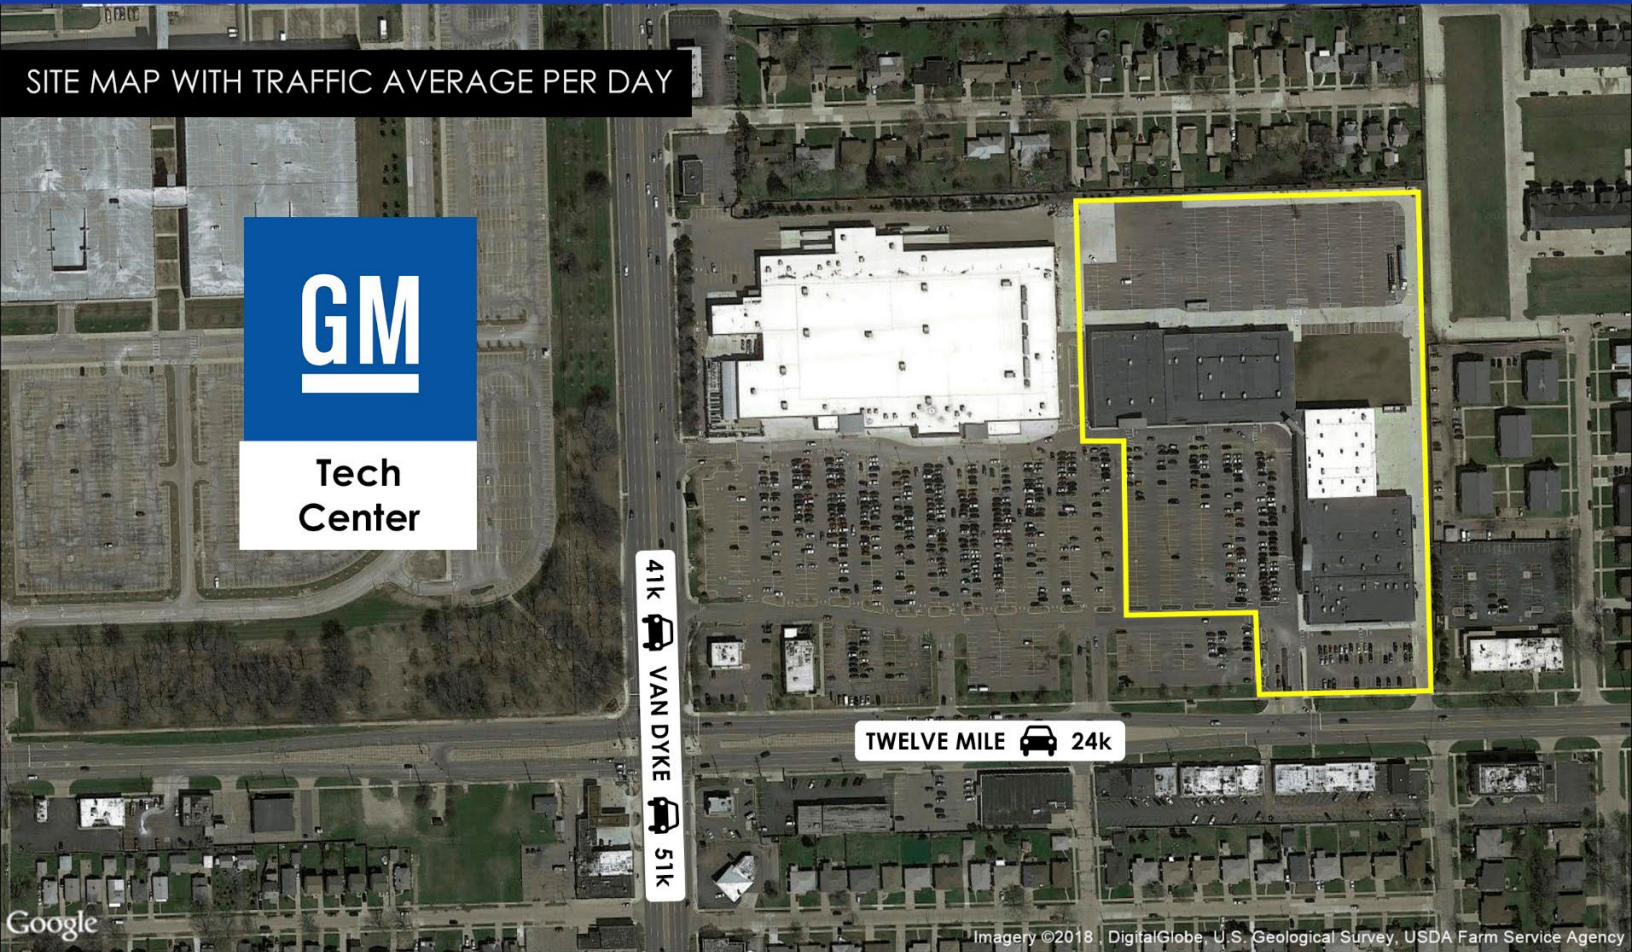 SITE MAP WITH TRAFFIC AVERAGE PER DAY
GM
Tech
Center
41k VAN DYKE 51k
TWELVE MILE 24k
Google
Imagery ©2018 , DigitalGlobe, U.S. Geological Survey, USDA Farm Service Agency